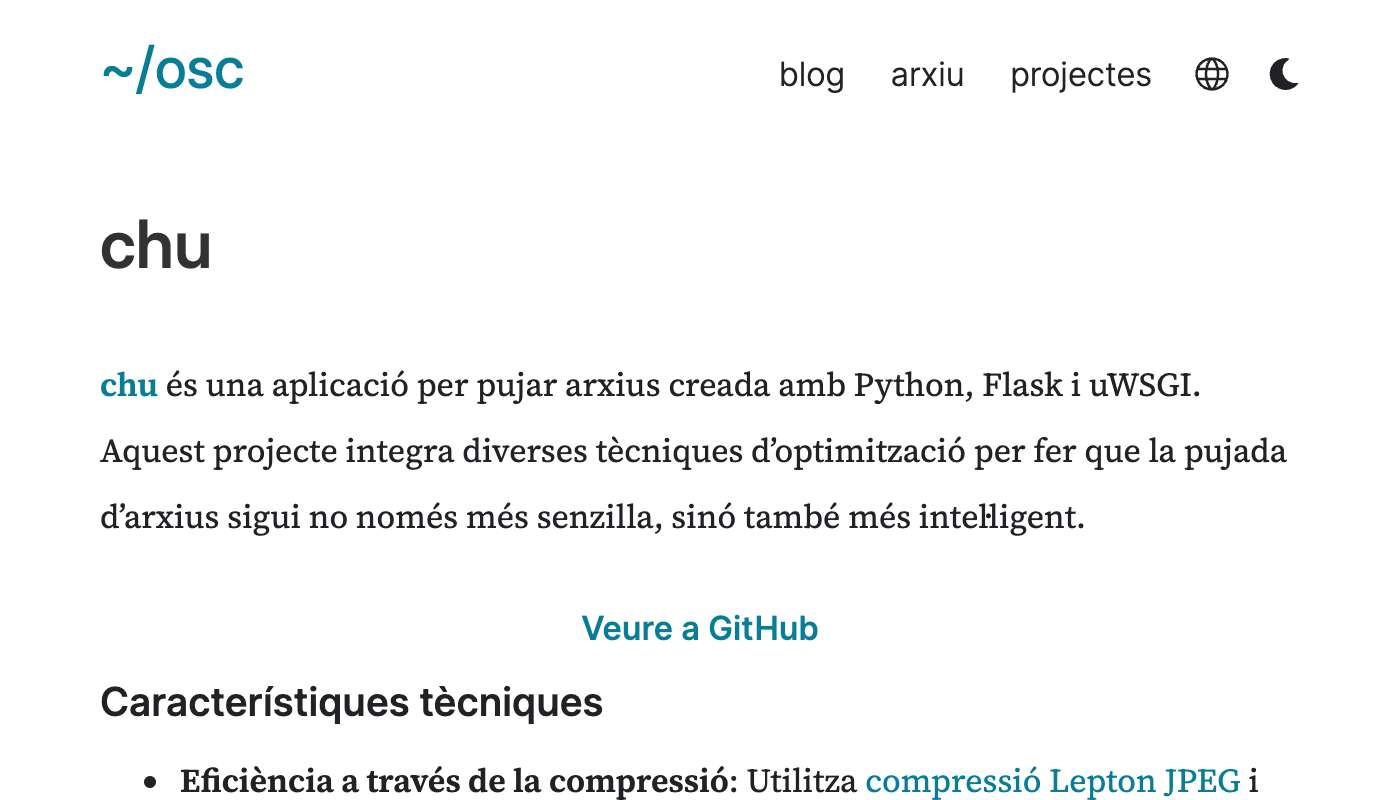 ~/osc
blog arxiu projectes
chu
chu és una aplicació per pujar arxius creada amb Python, Flask i uWSGI.
Aquest projecte integra diverses tècniques d’optimització per fer que la pujada
d’arxius sigui no només més senzilla, sinó també més intel·ligent.
Veure a GitHub
Característiques tècniques
• Eficiència a través de la compressió: Utilitza compressió Lepton JPEG i